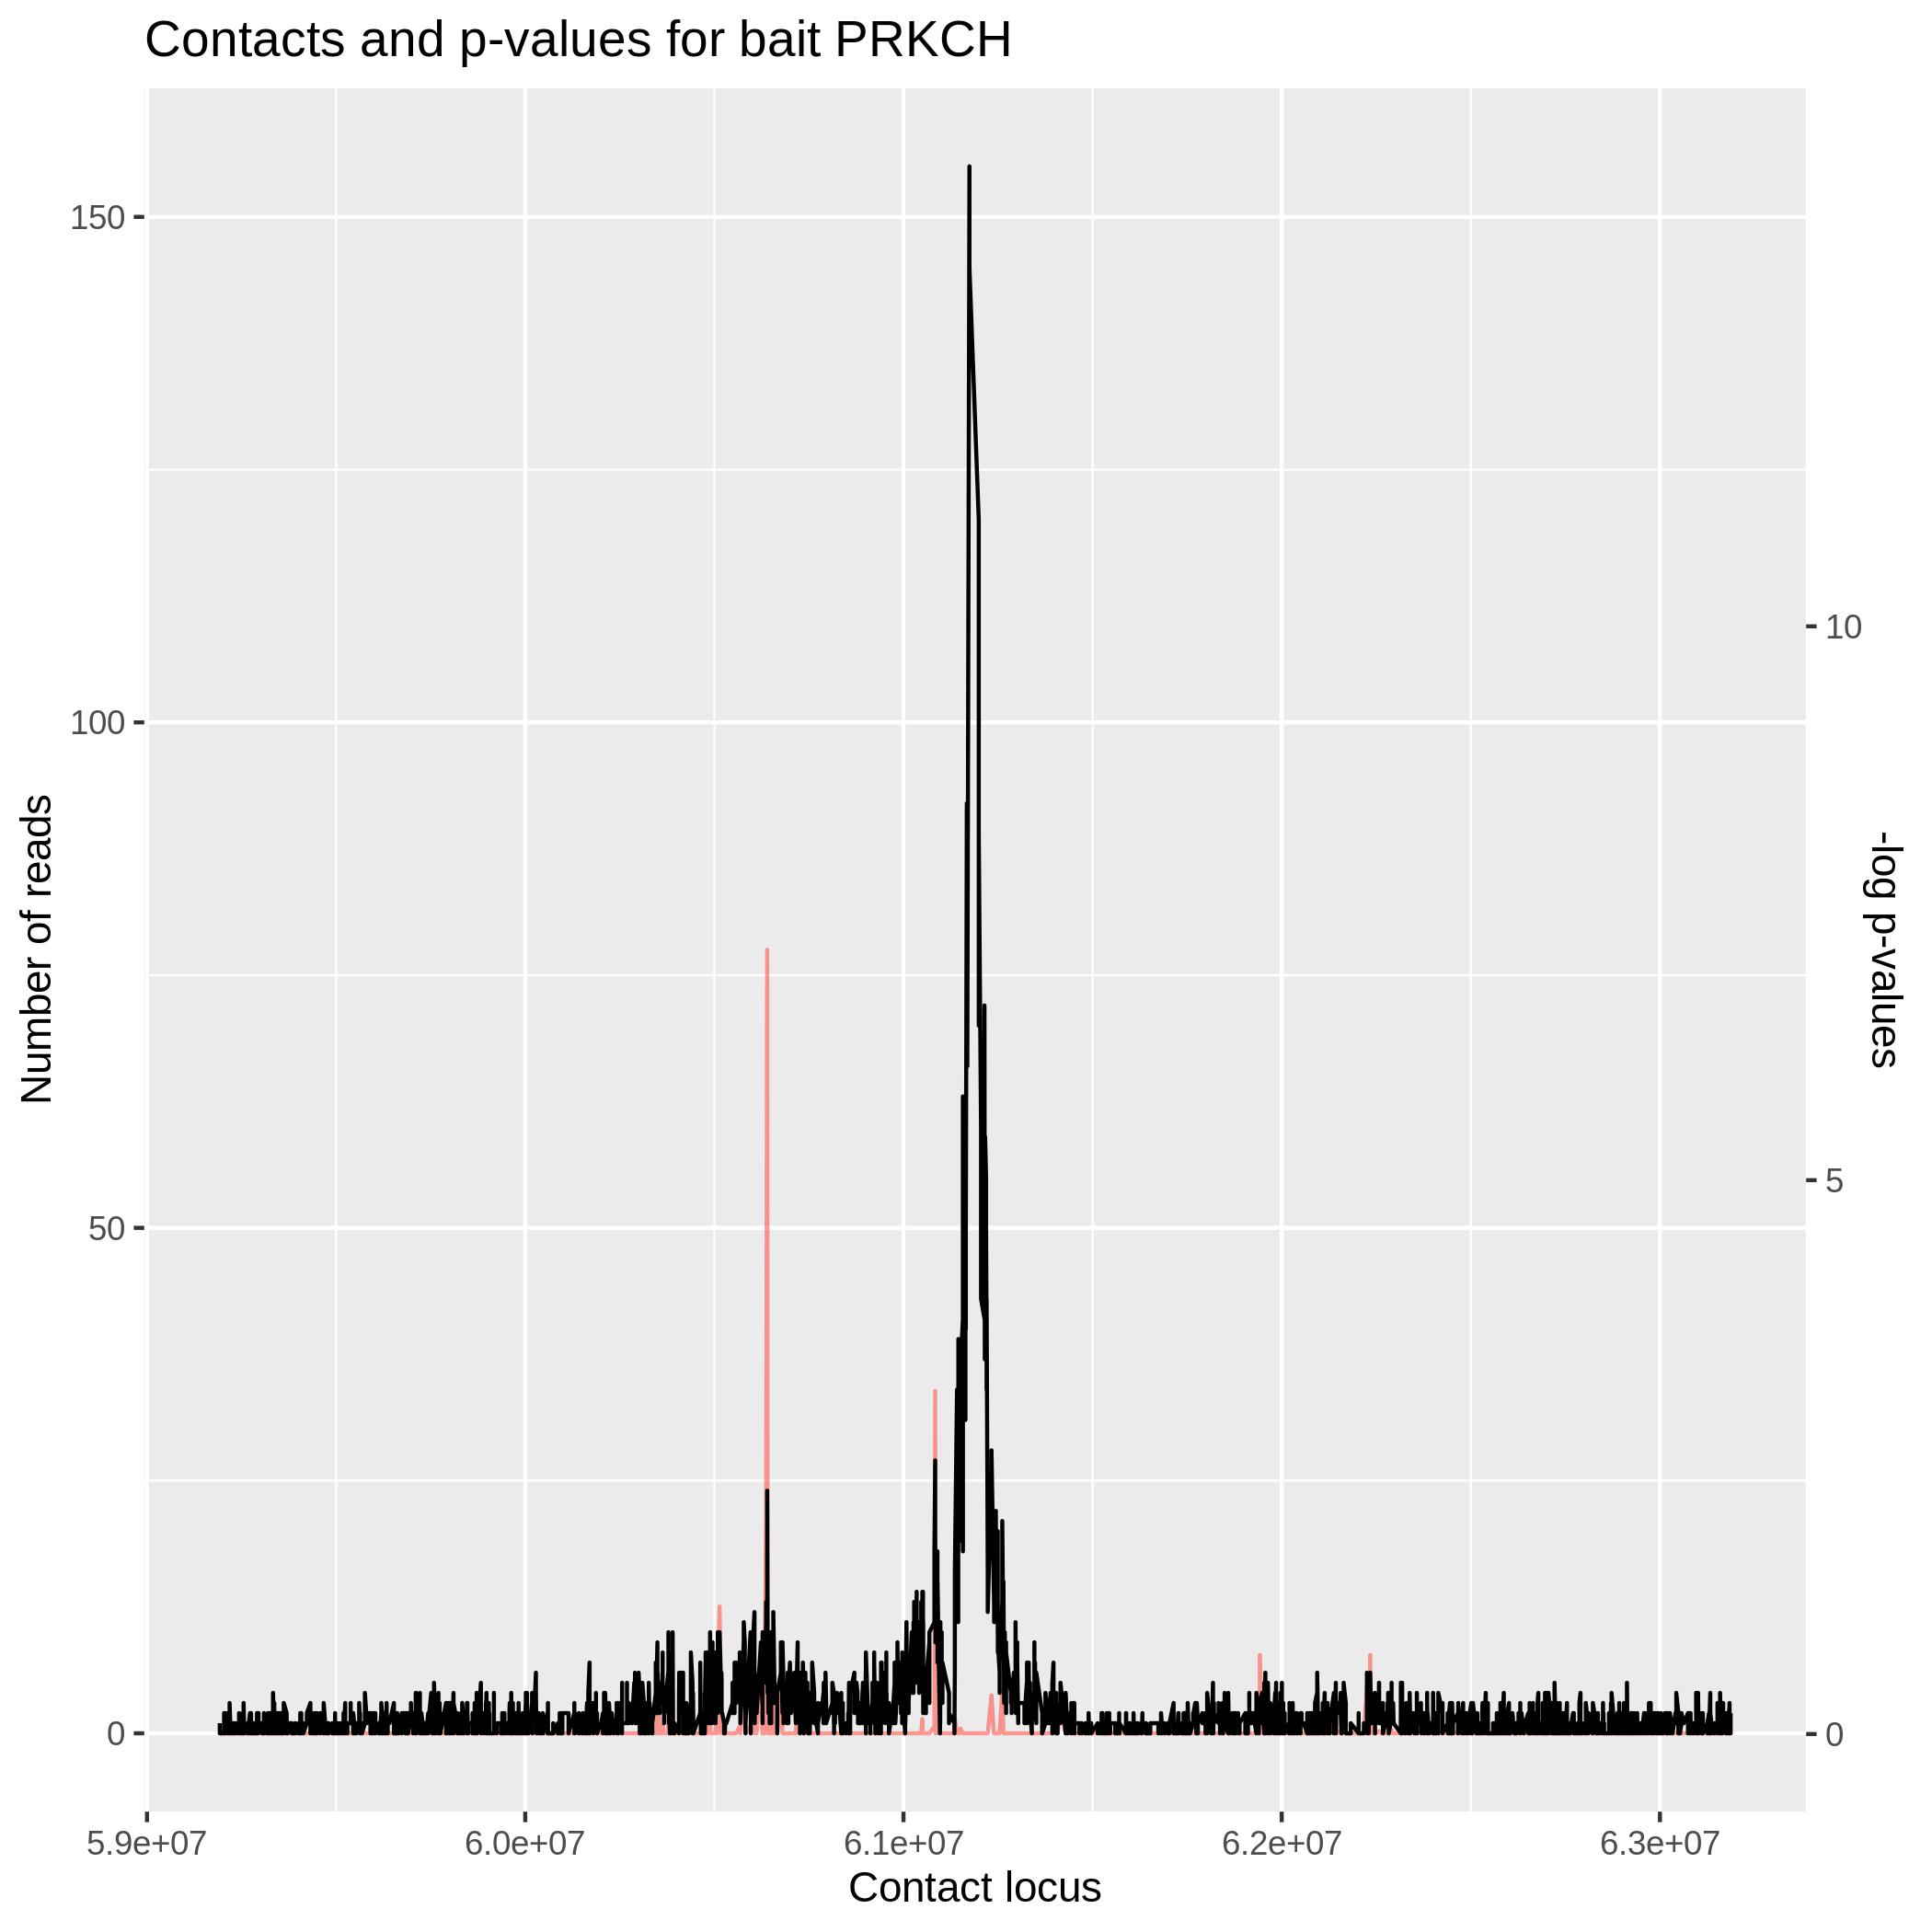 Contacts and p-values for bait PRKCH
150
100
50
0
Number of reads
10
5
0
-log p-values
5.9e+07
6.0e+07
6.1e+07
6.2e+07
6.3e+07
Contact locus